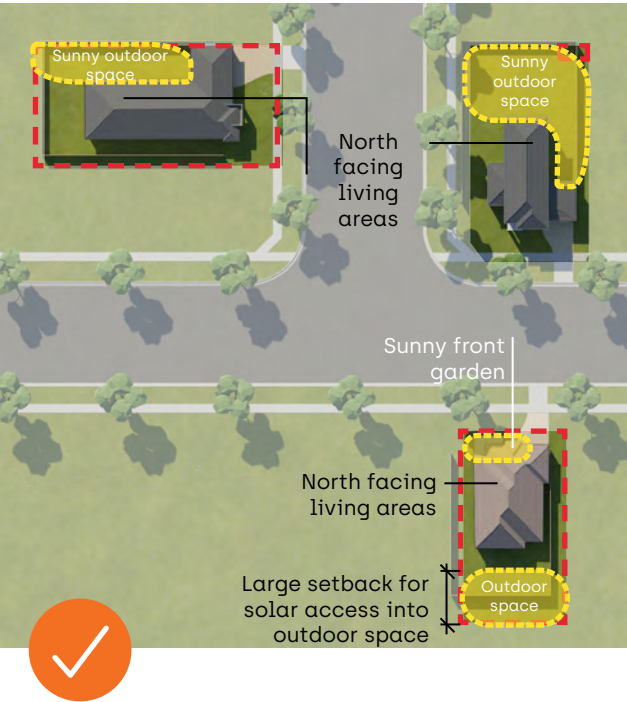 Sunny outdoor
space
Sunny
outdoor
space
North
facing
living
areas
Sunny front
garden
North facing
living areas
Large setback for
solar access into
outdoor space
Outdoor
space